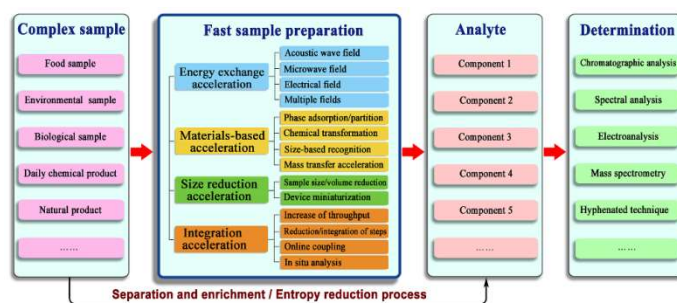 Complex sample
Food sample
Environmental sample
Biological sample
Daily chemical product
Natural product
......
Fast sample preparation
Energy exchange
acceleration
Acoustic wave field
Microwave field
Electrical field
Multiple fields
Materials-based
acceleration
Phase adsorption/partition
Chemical transformation
Size-based recognition
Mass transfer acceleration
Size reduction
acceleration
Sample size/volume reduction
Device miniaturization
Integration
acceleration
Increase of throughput
Reduction/integration of steps
Online coupling
In situ analysis
Analyte
Component 1
Component 2
Component 3
Component 4
Component 5
......
Determination
Chromatographic analysis
Spectral analysis
Electroanalysis
Mass spectrometry
Hyphenated technique
......
Separation and enrichment / Entropy reduction process